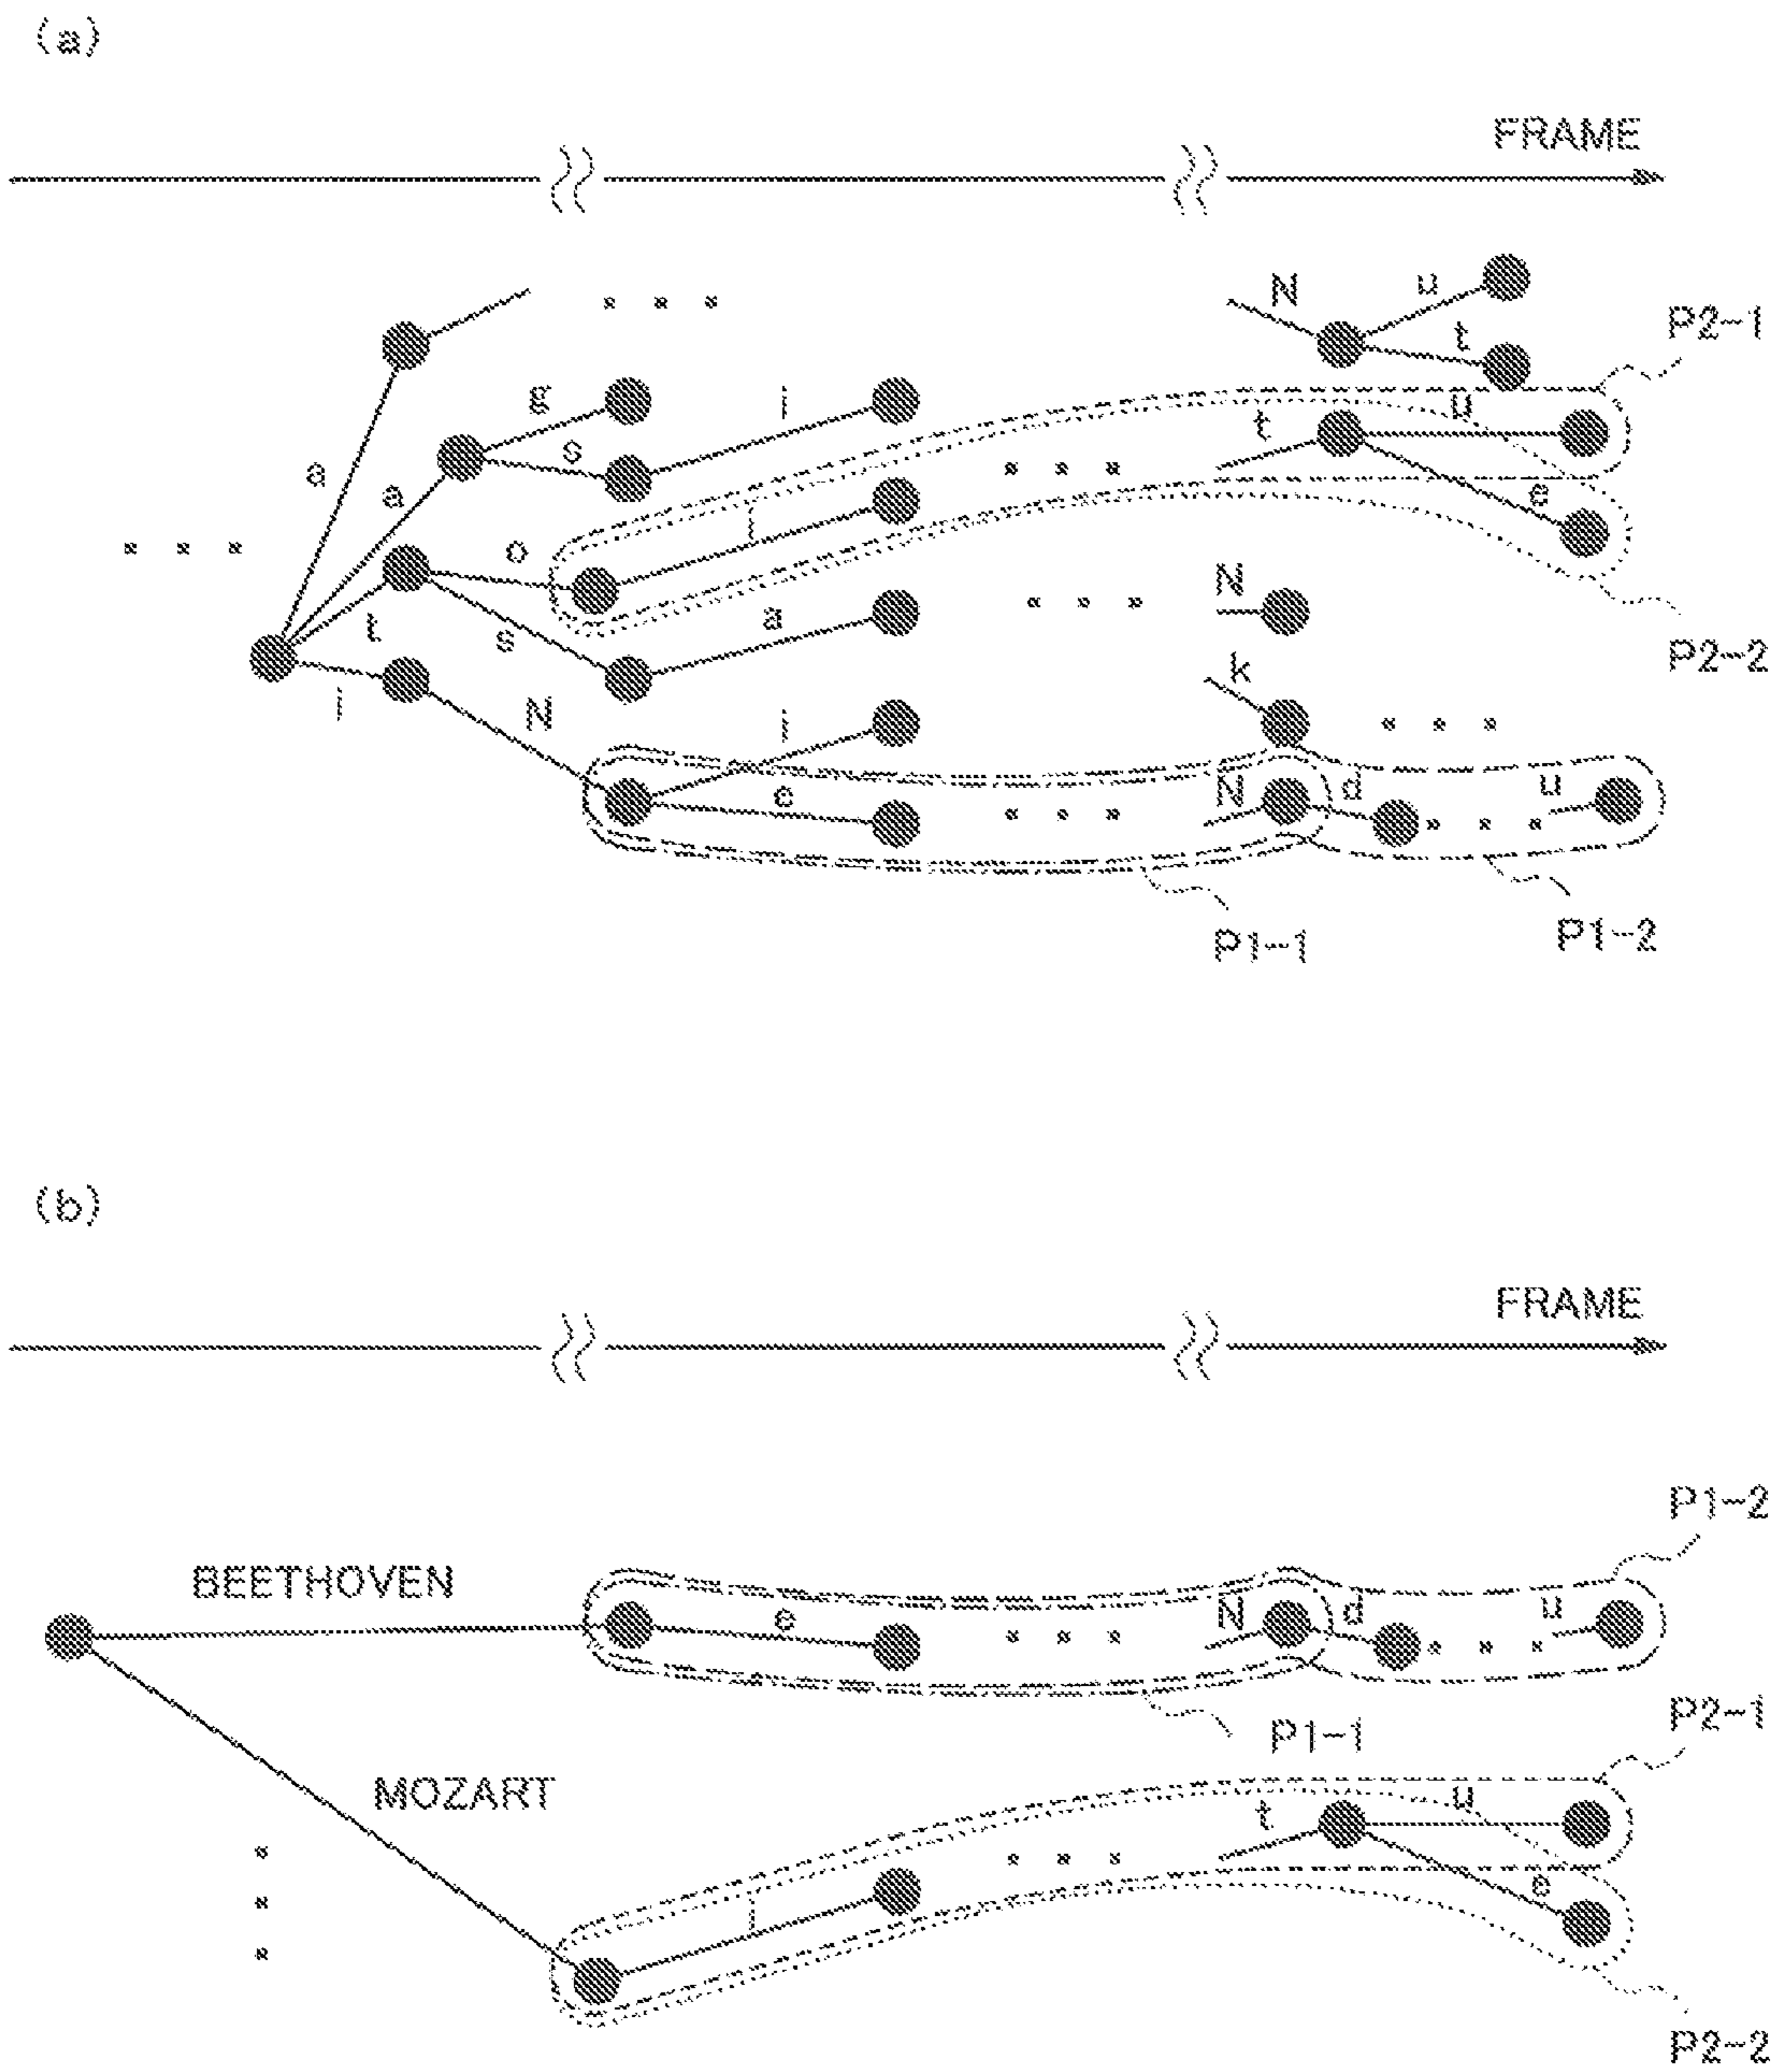 (a)
FRAME
N u
t
P2-1
g i
s
a a
t u
e
i
o
N
a
s
t
P2-2
k
i N
i
e N d u
P1-1 P1-2
(b)
FRAME
P1-2
BEETHOVEN
e N d u
P1-1
P2-1
MOZART
t u
e
i
P2-2